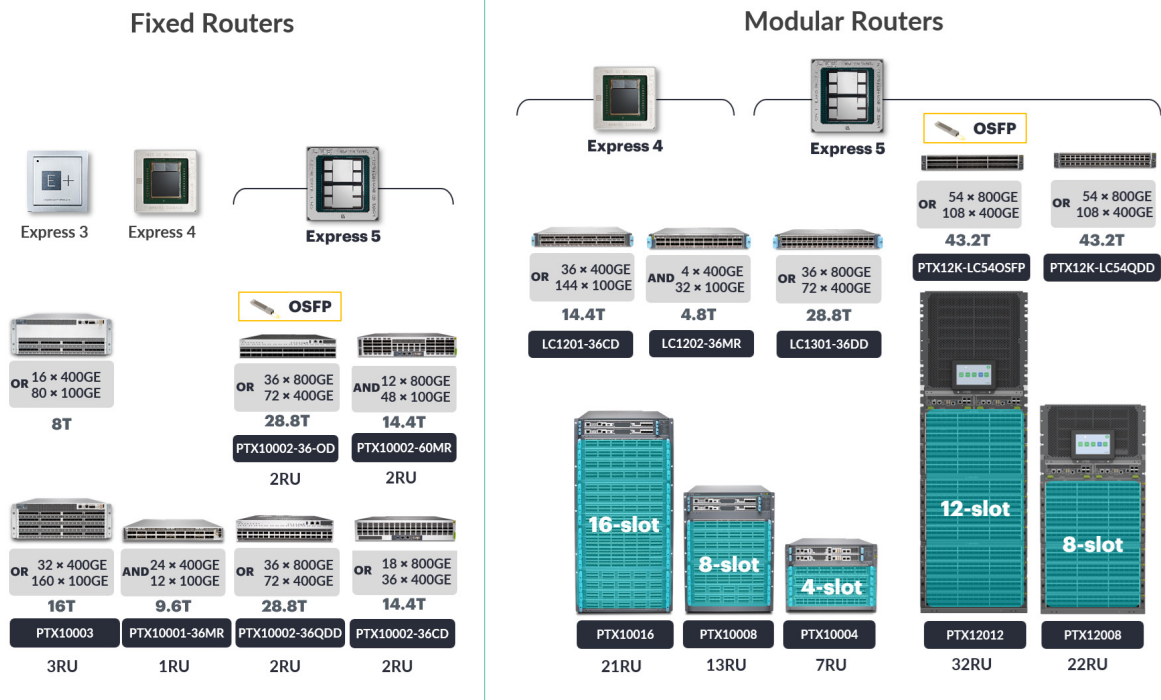 Fixed Routers
E+
Express 3
Express 4
Express 5
OSFP
OR 16 × 400GE
80 × 100GE
8T
OR 36 × 800GE
72 × 400GE
28.8T
PTX10002-36-OD
2RU
AND 12 × 800GE
48 × 100GE
14.4T
PTX10002-60MR
2RU
OR 32 × 400GE
160 × 100GE
16T
PTX10003
3RU
AND 24 × 400GE
12 × 100GE
9.6T
PTX10001-36MR
1RU
OR 36 × 800GE
72 × 400GE
28.8T
PTX10002-36QDD
2RU
OR 18 × 800GE
36 × 400GE
14.4T
PTX10002-36CD
2RU
Modular Routers
Express 4
Express 5
OR 36 × 400GE
144 × 100GE
14.4T
LC1201-36CD
AND 4 × 400GE
32 × 100GE
4.8T
LC1202-36MR
OR 36 × 800GE
72 × 400GE
28.8T
LC1301-36DD
OSFP
OR 54 × 800GE
108 × 400GE
43.2T
PTX12K-LC54OSFP
OR 54 × 800GE
108 × 400GE
43.2T
PTX12K-LC54QDD
16-slot
PTX10016
21RU
8-slot
PTX10008
13RU
4-slot
PTX10004
7RU
12-slot
PTX12012
32RU
8-slot
PTX12008
22RU